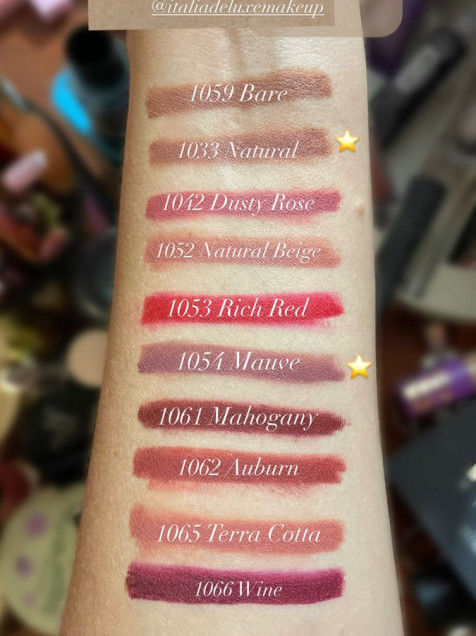 @italiadeluxemakeup
1059 Bare
1033 Natural
1042 Dusty Rose
1052 Natural Beige
1053 Rich Red
1054 Mauve
1061 Mahogany
1062 Auburn
1065 Terra Cotta
1066 Wine